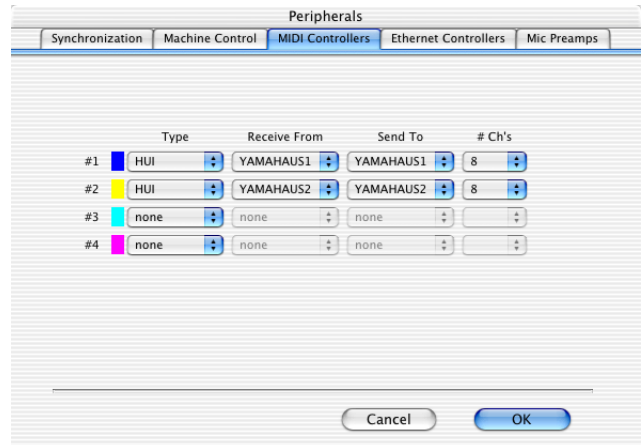 Peripherals
Synchronization Machine Control MIDI Controllers Ethernet Controllers Mic Preamps
Type Receive From Send To # Ch's
#1 HUI YAMAHAUS1 YAMAHAUS1 8
#2 HUI YAMAHAUS2 YAMAHAUS2 8
#3 none none none
#4 none none none
Cancel OK